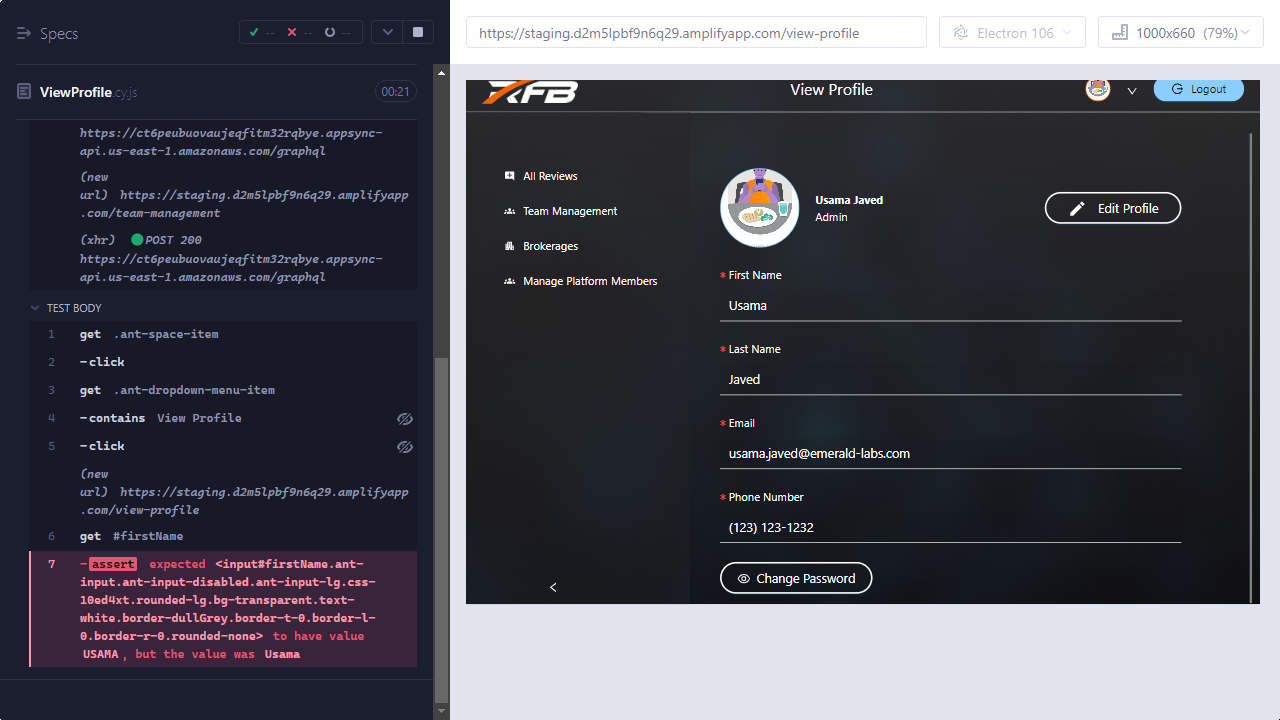 Specs
-- -- --
ViewProfile.cy.js
00:21
https://ct6peubuovaujeqfitm32rqbye.appsync-
api.us-east-1.amazonaws.com/graphql
(new
url) https://staging.d2m5lpbf9n6q29.amplifyapp
.com/team-management
(xhr) POST 200
https://ct6peubuovaujeqfitm32rqbye.appsync-
api.us-east-1.amazonaws.com/graphql
TEST BODY
1 get .ant-space-item
2 -click
3 get .ant-dropdown-menu-item
4 -contains View Profile
5 -click
(new
url) https://staging.d2m5lpbf9n6q29.amplifyapp
.com/view-profile
6 get #firstName
7 -assert expected <input#firstName.ant-
input.ant-input-disabled.ant-input-lg.css-
10ed4xt.rounded-lg.bg-transparent.text-
white.border-dullGrey.border-t-0.border-l-
0.border-r-0.rounded-none> to have value
USAMA, but the value was Usama
https://staging.d2m5lpbf9n6q29.amplifyapp.com/view-profile
Electron 106
1000x660 (79%)
RFB
View Profile
Logout
All Reviews
Team Management
Brokerages
Manage Platform Members
Usama Javed
Admin
Edit Profile
* First Name
Usama
* Last Name
Javed
* Email
usama.javed@emerald-labs.com
* Phone Number
(123) 123-1232
Change Password